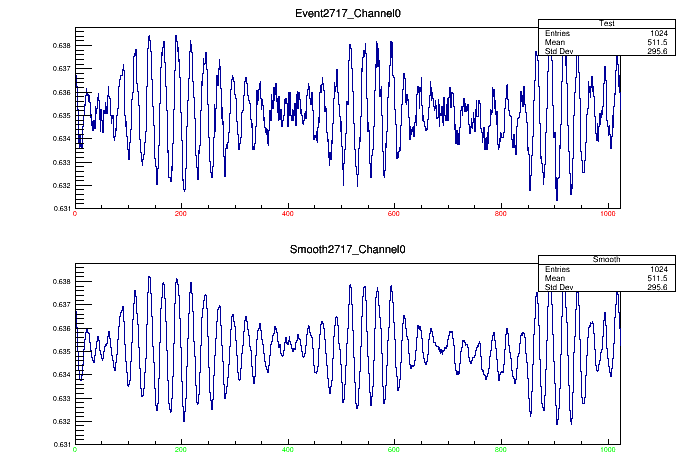 Event2717_Channel0
Test
Entries 1024
Mean 511.5
Std Dev 295.6
0.638
0.637
0.636
0.635
0.634
0.633
0.632
0.631
0 200 400 600 800 1000
Smooth2717_Channel0
Smooth
Entries 1024
Mean 511.5
Std Dev 295.6
0.638
0.637
0.636
0.635
0.634
0.633
0.632
0.631
0 200 400 600 800 1000